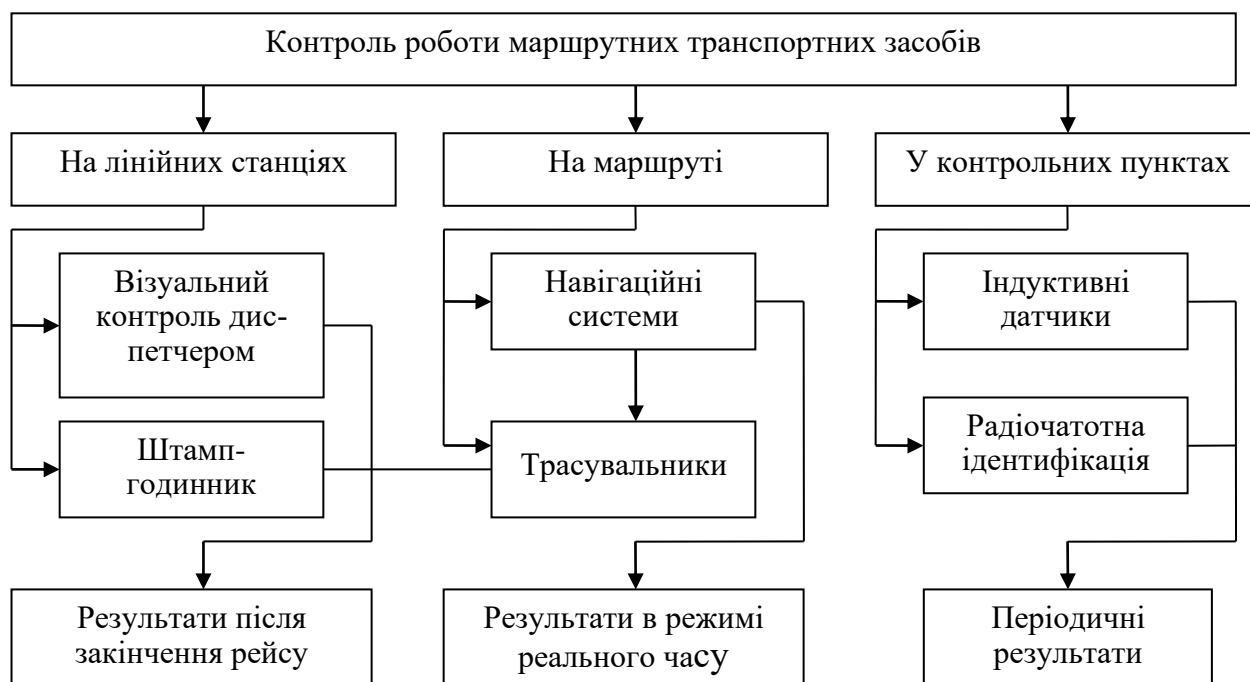 Контроль роботи маршрутних транспортних засобів
На лінійних станціях
На маршруті
У контрольних пунктах
Візуальний
контроль дис-
петчером
Навігаційні
системи
Індуктивні
датчики
Штамп-
годинник
Трасувальники
Радіочатотна
ідентифікація
Результати після
закінчення рейсу
Результати в режимі
реального часу
Періодичні
результати